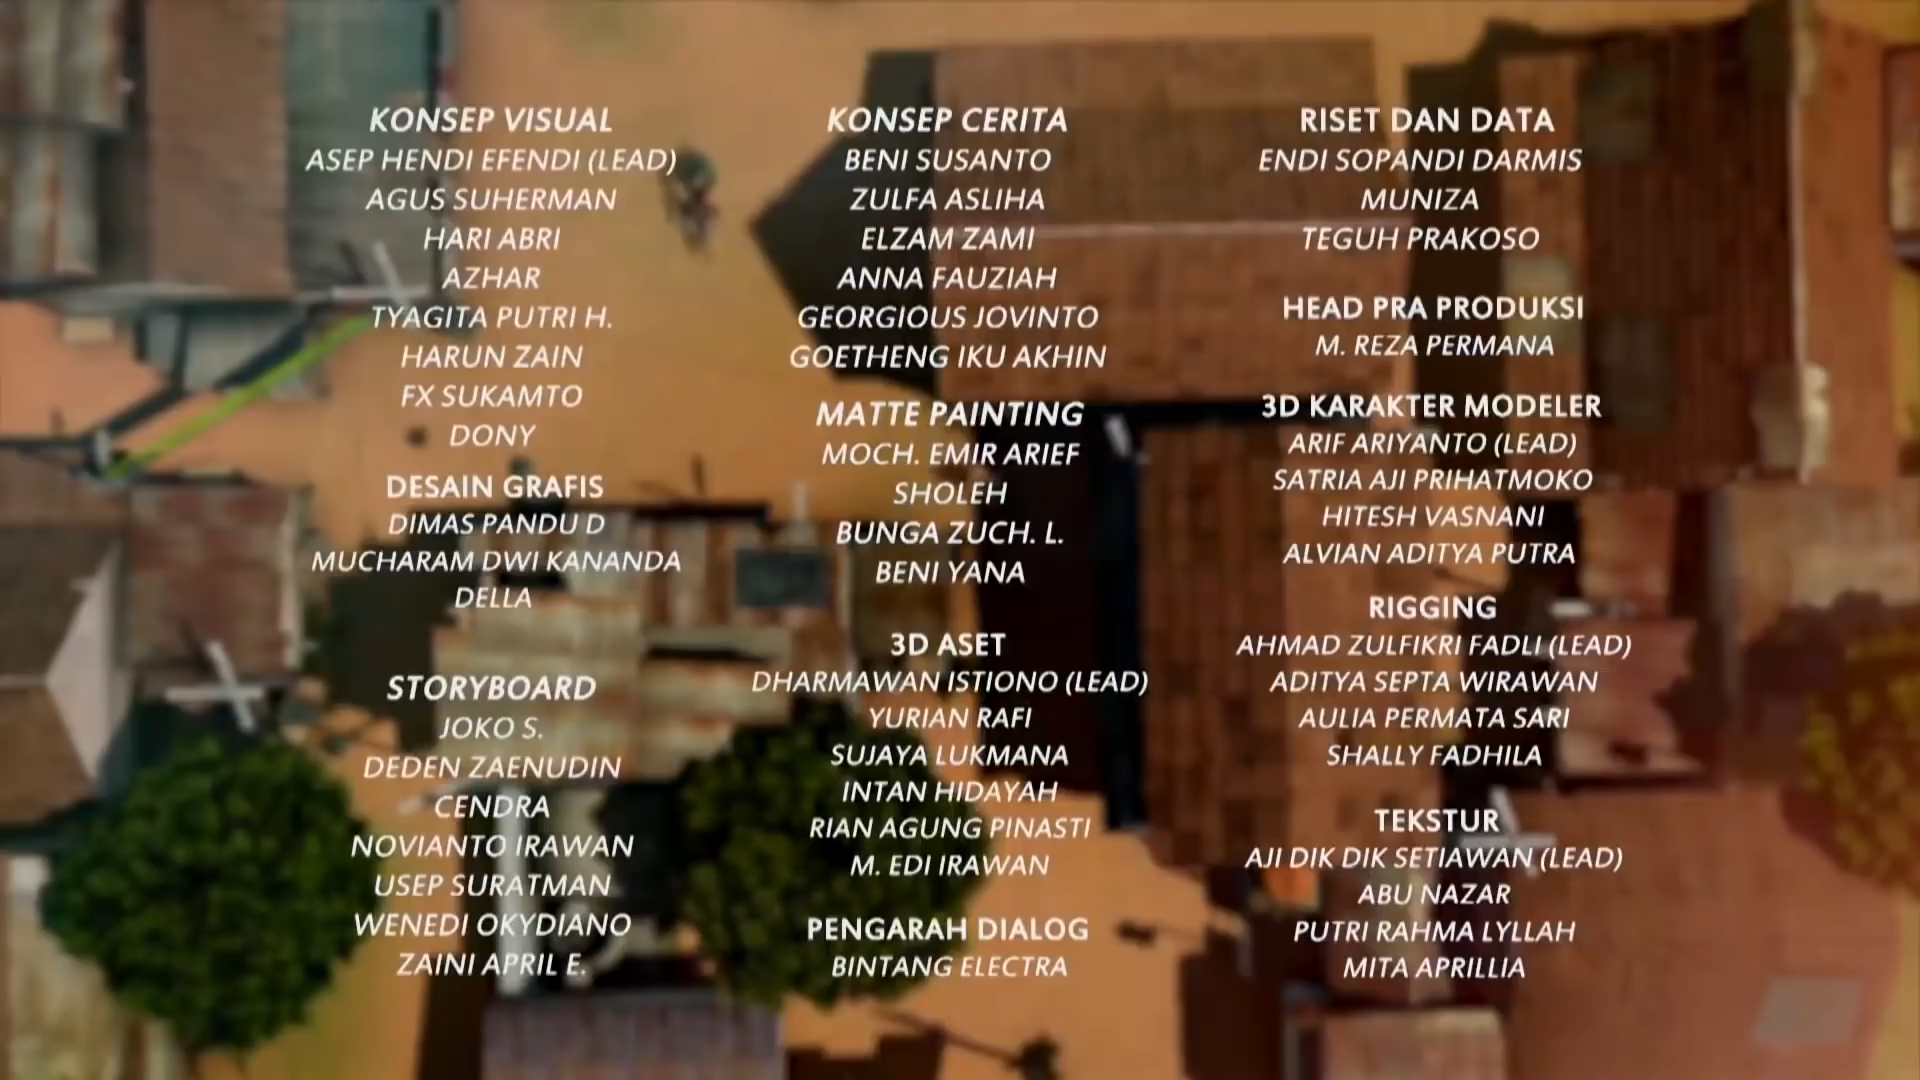 KONSEP VISUAL
ASEP HENDI EFENDI (LEAD)
AGUS SUHERMAN
HARI ABRI
AZHAR
TYAGITA PUTRI H.
HARUN ZAIN
FX SUKAMTO
DONY
DESAIN GRAFIS
DIMAS PANDU D
MUCHARAM DWI KANANDA
DELLA
STORYBOARD
JOKO S.
DEDEN ZAENUDIN
CENDRA
NOVIANTO IRAWAN
USEP SURATMAN
WENEDI OKYDIANO
ZAINI APRIL E.
KONSEP CERITA
BENI SUSANTO
ZULFA ASLIHA
ELZAM ZAMI
ANNA FAUZIAH
GEORGIOUS JOVINTO
GOETHENG IKU AKHIN
MATTE PAINTING
MOCH. EMIR ARIEF
SHOLEH
BUNGA ZUCH. L.
BENI YANA
3D ASET
DHARMAWAN ISTIONO (LEAD)
YURIAN RAFI
SUJAYA LUKMANA
INTAN HIDAYAH
RIAN AGUNG PINASTI
M. EDI IRAWAN
PENGARAH DIALOG
BINTANG ELECTRA
RISET DAN DATA
ENDI SOPANDI DARMIS
MUNIZA
TEGUH PRAKOSO
HEAD PRA PRODUKSI
M. REZA PERMANA
3D KARAKTER MODELER
ARIF ARIYANTO (LEAD)
SATRIA AJI PRIHATMOKO
HITESH VASNANI
ALVIAN ADITYA PUTRA
RIGGING
AHMAD ZULFIKRI FADLI (LEAD)
ADITYA SEPTA WIRAWAN
AULIA PERMATA SARI
SHALLY FADHILA
TEKSTUR
AJI DIK DIK SETIAWAN (LEAD)
ABU NAZAR
PUTRI RAHMA LYLLAH
MITA APRILLIA